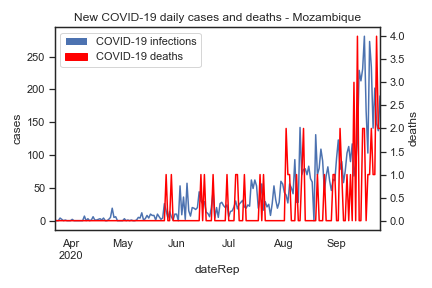 New COVID-19 daily cases and deaths - Mozambique
COVID-19 infections
COVID-19 deaths
cases
250
200
150
100
50
0
deaths
4.0
3.5
3.0
2.5
2.0
1.5
1.0
0.5
0.0
Apr
2020
May
Jun
Jul
Aug
Sep
dateRep